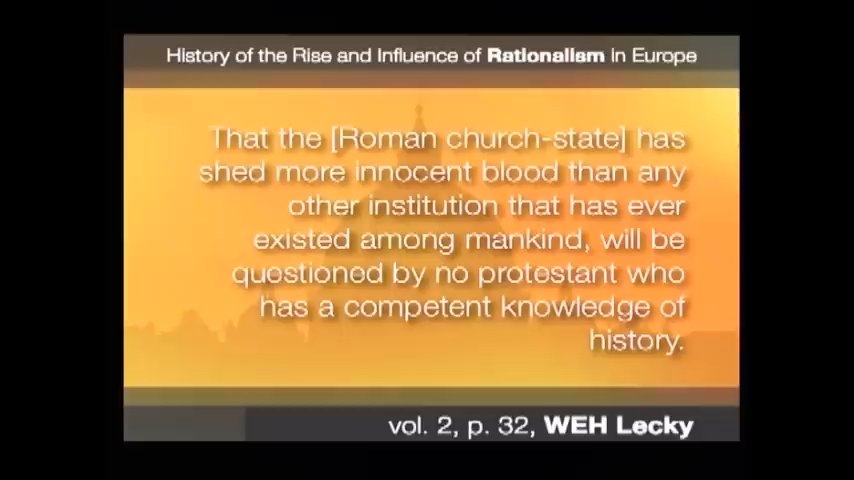 History of the Rise and Influence of Rationalism in Europe
That the [Roman church-state] has
shed more innocent blood than any
other institution that has ever
existed among mankind, will be
questioned by no protestant who
has a competent knowledge of
history.
vol. 2, p. 32, WEH Lecky